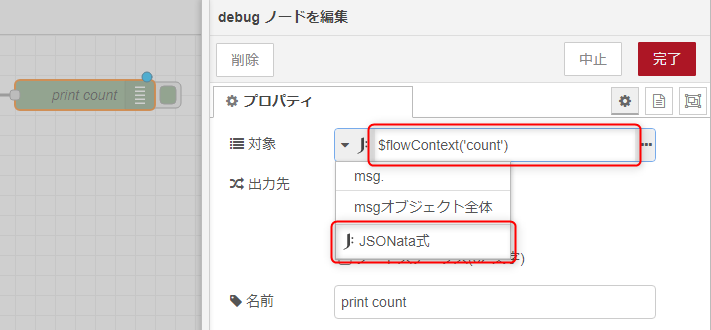 debug ノードを編集
削除
中止
完了
プロパティ
print count
対象
J: $flowContext('count')
msg.
出力先
msgオブジェクト全体
J: JSONata式
文字)
名前
print count